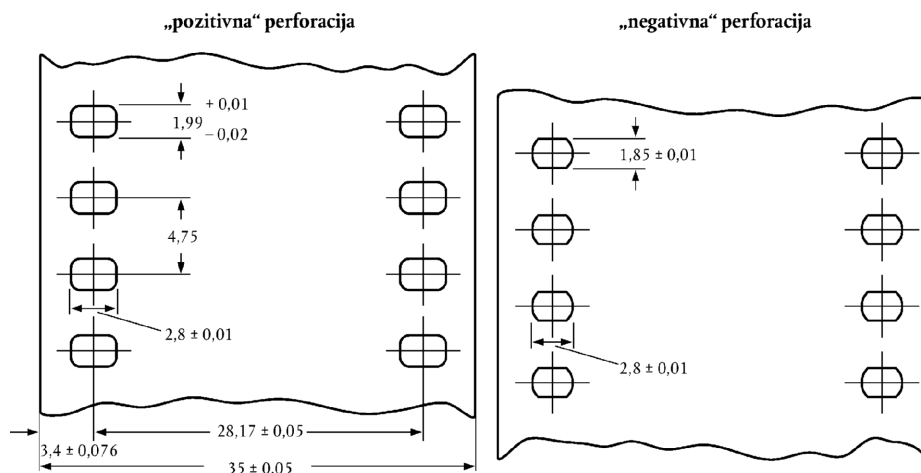 „pozitivna“ perforacija
+ 0,01
1,99
– 0,02
4,75
2,8 ± 0,01
28,17 ± 0,05
3,4 ± 0,076
35 ± 0,05
„negativna“ perforacija
1,85 ± 0,01
2,8 ± 0,01